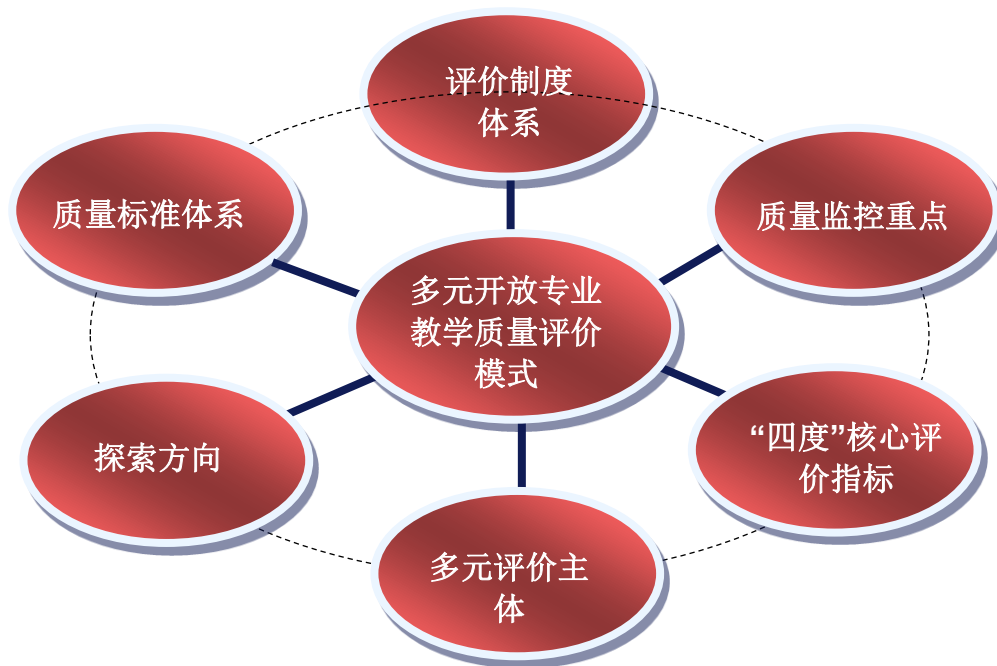 评价制度
体系
质量标准体系
质量监控重点
多元开放专业
教学质量评价
模式
探索方向
“四度”核心评
价指标
多元评价主
体